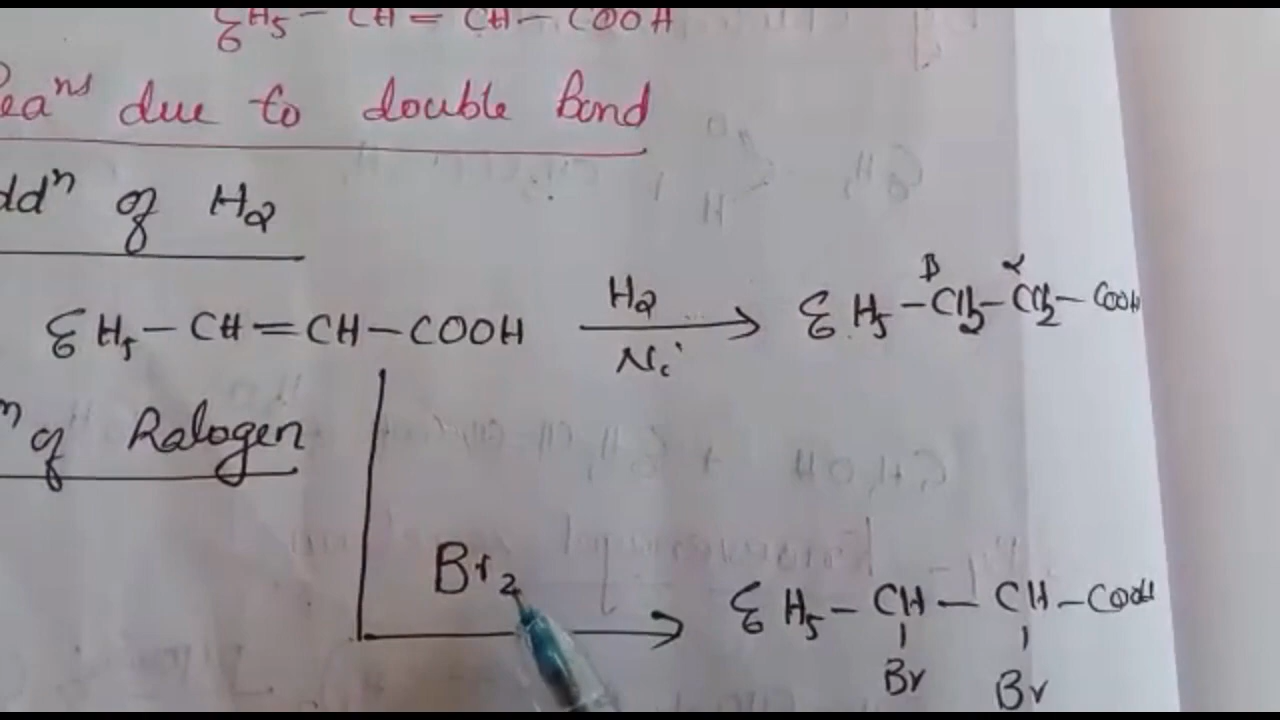 C6H5 – CH = CH – COOH
Reaⁿˢ due to double Bond
ddⁿ of H2
C6H5 – CH = CH – COOH H2 Ni → C6H5 – CH2 – CH2 – COOH
β α
ⁿ of Halogen
Br2 → C6H5 – CH – CH – COOH
Br Br